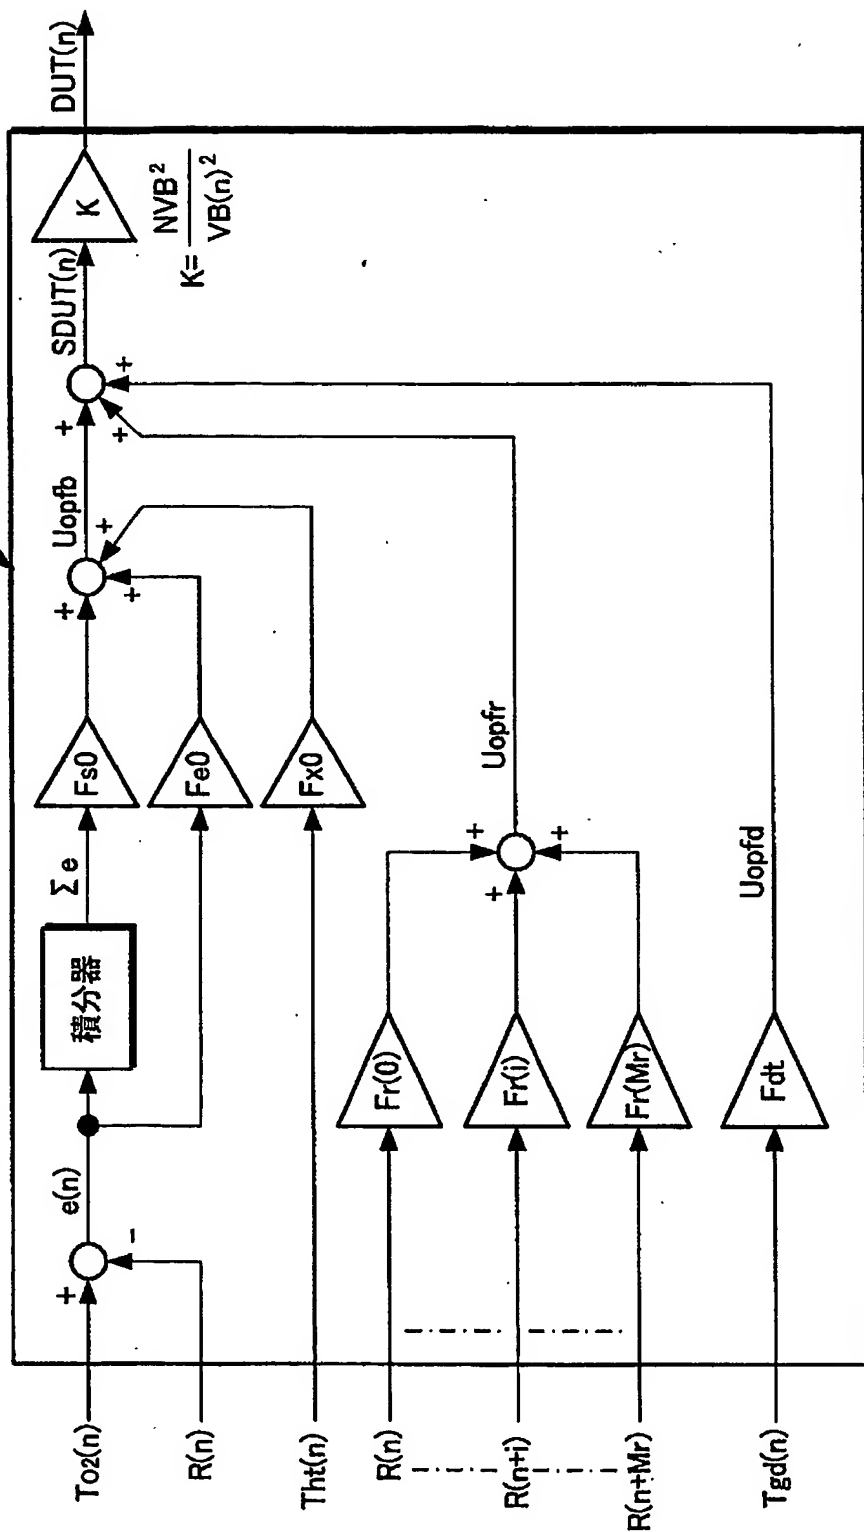 To2(n)
R(n)
Tht(n)
R(n)
R(n+i)
R(n+Mr)
Tgd(n)
+
-
e(n)
積分器
Σe
Fs0
Fe0
Fx0
+
+
+
Uopfb
Fr(0)
Fr(i)
Fr(Mr)
+
+
+
Uopfr
Fdt
Uopfd
+
+
+
SDUT(n)
K
K= NVB² / VB(n)²
DUT(n)